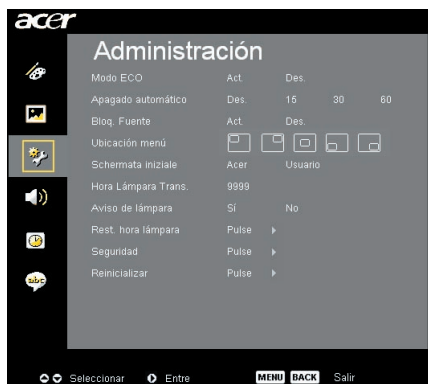 acer
Administración
Modo ECO Act. Des.
Apagado automático Des. 15 30 60
Bloq. Fuente Act. Des.
Ubicación menú
Schermata iniziale Acer Usuario
Hora Lámpara Trans. 9999
Aviso de lámpara Sí No
Rest. hora lámpara Pulse
Seguridad Pulse
Reinicializar Pulse
abc
Seleccionar Entre MENU BACK Salir